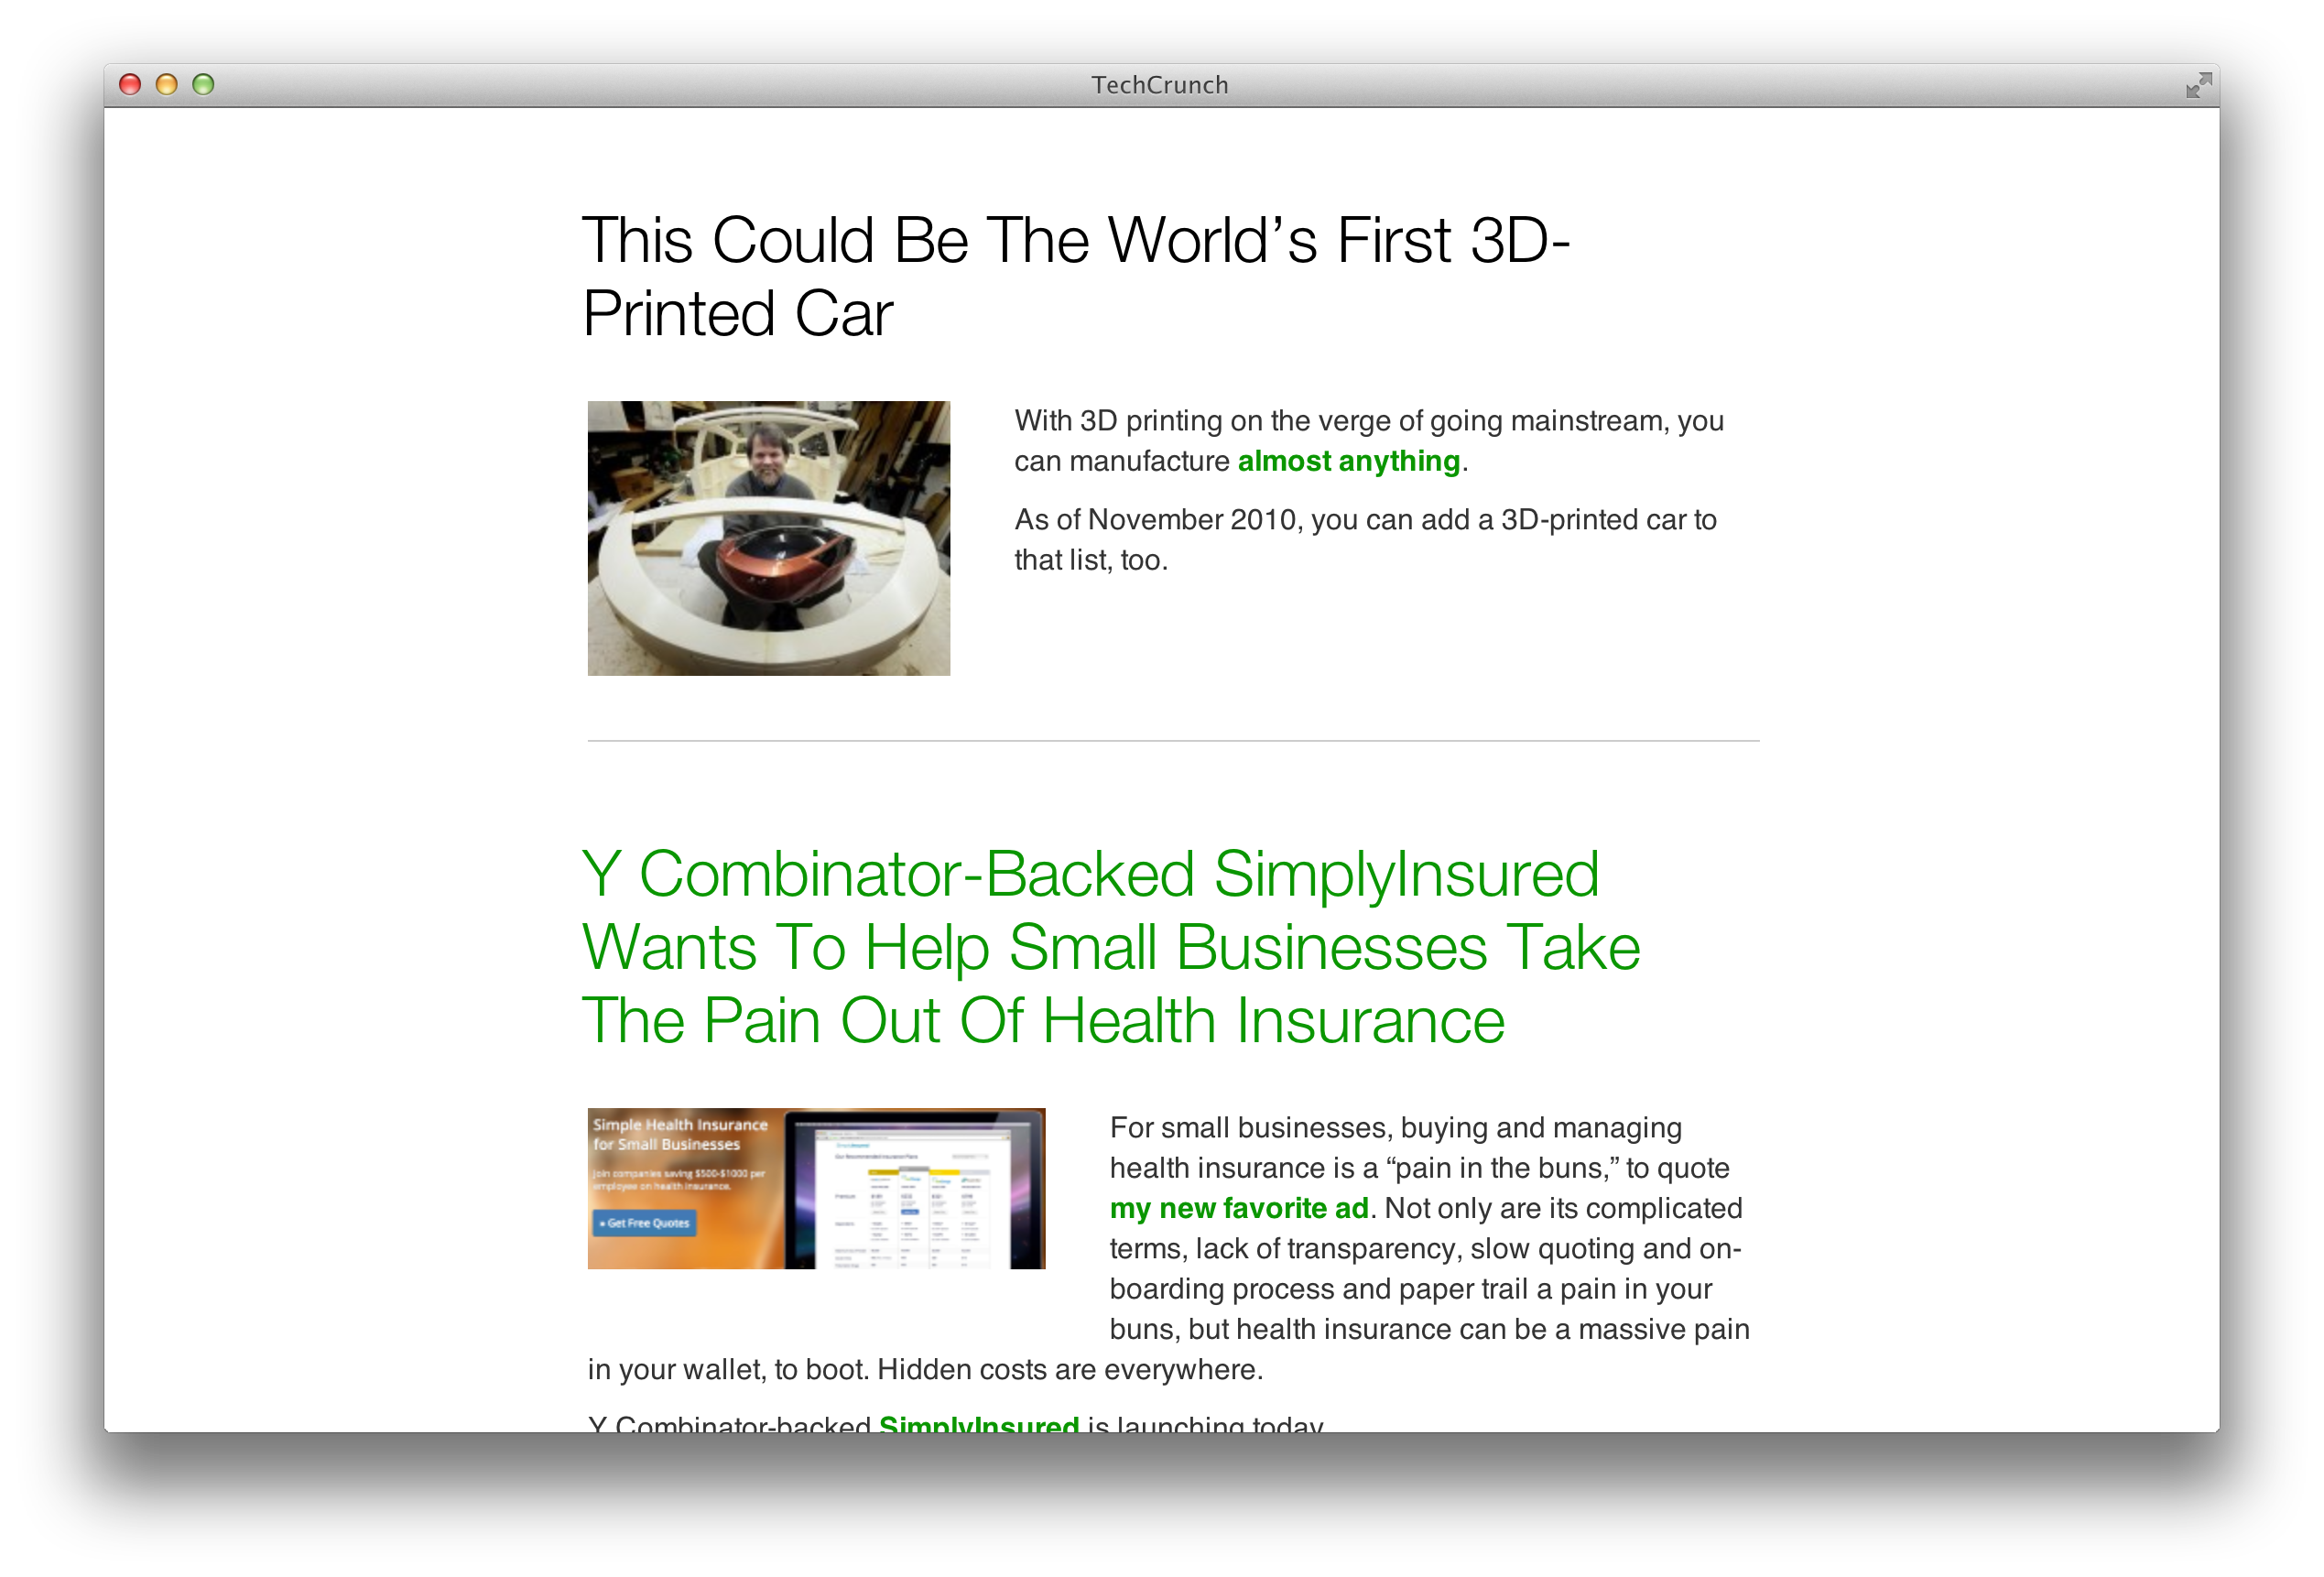 TechCrunch
This Could Be The World’s First 3D-
Printed Car
With 3D printing on the verge of going mainstream, you
can manufacture almost anything.
As of November 2010, you can add a 3D-printed car to
that list, too.
Y Combinator-Backed SimplyInsured
Wants To Help Small Businesses Take
The Pain Out Of Health Insurance
Simple Health Insurance
for Small Businesses
Join companies saving $500-$1000 per
employee on health insurance.
» Get Free Quotes
For small businesses, buying and managing
health insurance is a “pain in the buns,” to quote
my new favorite ad. Not only are its complicated
terms, lack of transparency, slow quoting and on-
boarding process and paper trail a pain in your
buns, but health insurance can be a massive pain
in your wallet, to boot. Hidden costs are everywhere.
Y Combinator-backed SimplyInsured is launching today